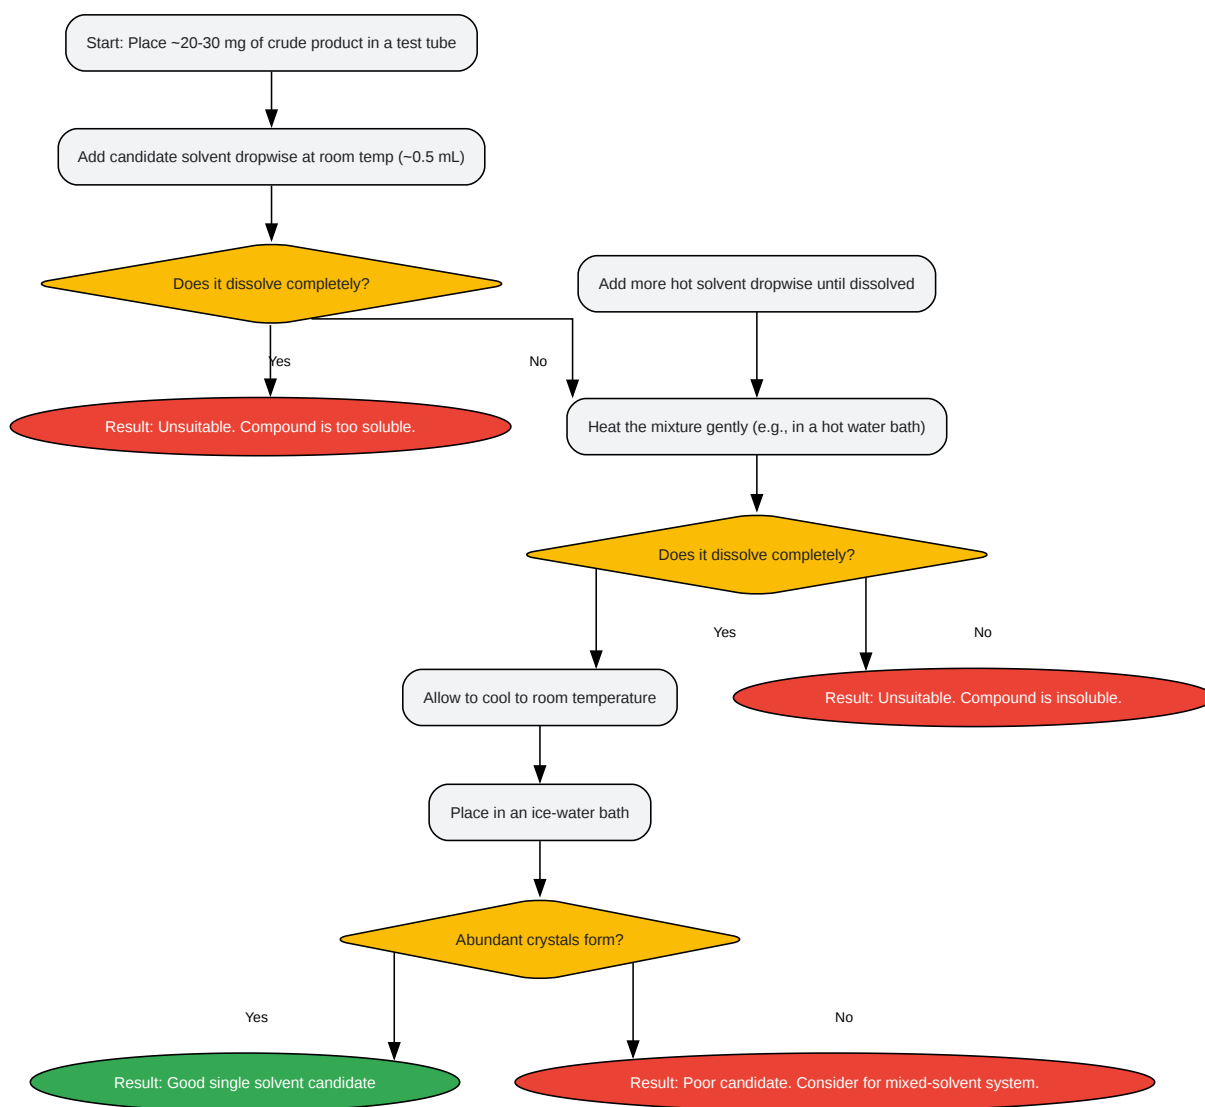 Start: Place ~20-30 mg of crude product in a test tube
Add candidate solvent dropwise at room temp (~0.5 mL)
Does it dissolve completely?
Add more hot solvent dropwise until dissolved
Yes
No
Result: Unsuitable. Compound is too soluble.
Heat the mixture gently (e.g., in a hot water bath)
Does it dissolve completely?
Yes
No
Allow to cool to room temperature
Result: Unsuitable. Compound is insoluble.
Place in an ice-water bath
Abundant crystals form?
Yes
No
Result: Good single solvent candidate
Result: Poor candidate. Consider for mixed-solvent system.